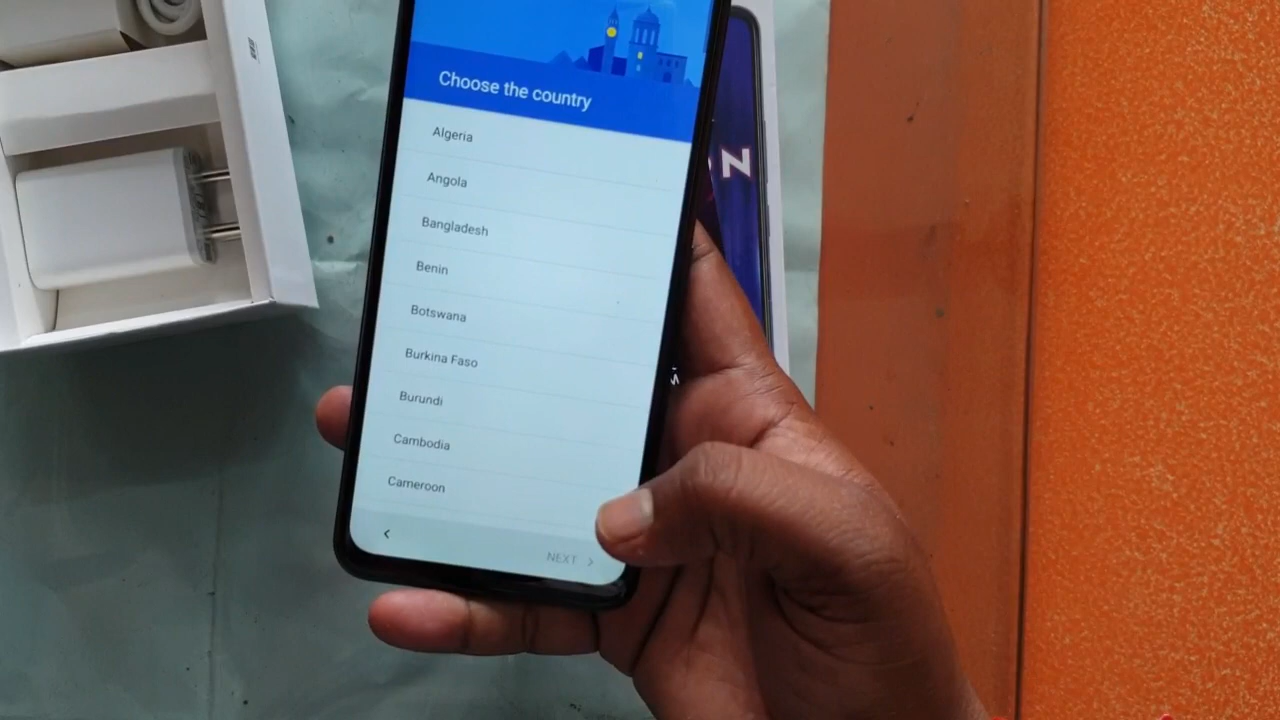 Choose the country
Algeria
Angola
Bangladesh
Benin
Botswana
Burkina Faso
Burundi
Cambodia
Cameroon
NEXT
N